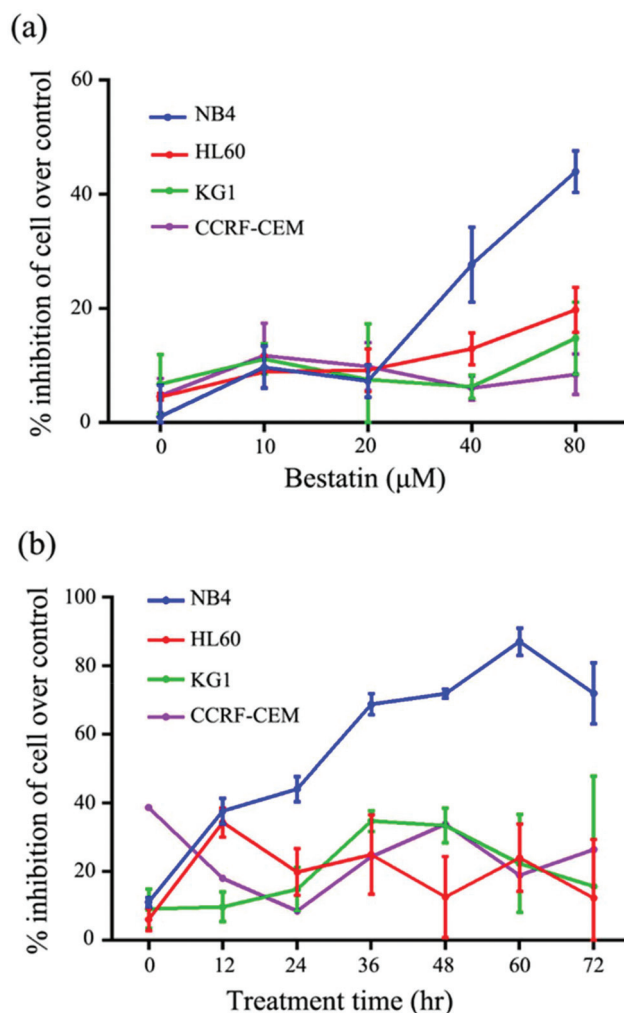 (a)
% inhibition of cell over control
60
40
20
0
NB4
HL60
KG1
CCRF-CEM
0 10 20 40 80
Bestatin (μM)
(b)
% inhibition of cell over control
100
80
60
40
20
0
NB4
HL60
KG1
CCRF-CEM
0 12 24 36 48 60 72
Treatment time (hr)